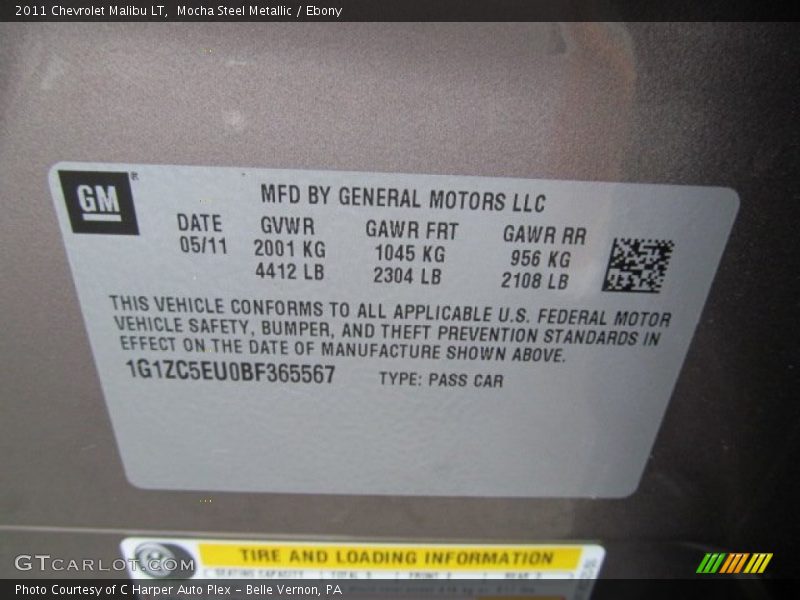 2011 Chevrolet Malibu LT, Mocha Steel Metallic / Ebony
GM®
MFD BY GENERAL MOTORS LLC
DATE GVWR GAWR FRT GAWR RR
05/11 2001 KG 1045 KG 956 KG
4412 LB 2304 LB 2108 LB
THIS VEHICLE CONFORMS TO ALL APPLICABLE U.S. FEDERAL MOTOR
VEHICLE SAFETY, BUMPER, AND THEFT PREVENTION STANDARDS IN
EFFECT ON THE DATE OF MANUFACTURE SHOWN ABOVE.
1G1ZC5EU0BF365567 TYPE: PASS CAR
TIRE AND LOADING INFORMATION
GTCARLOT.COM
Photo Courtesy of C Harper Auto Plex – Belle Vernon, PA